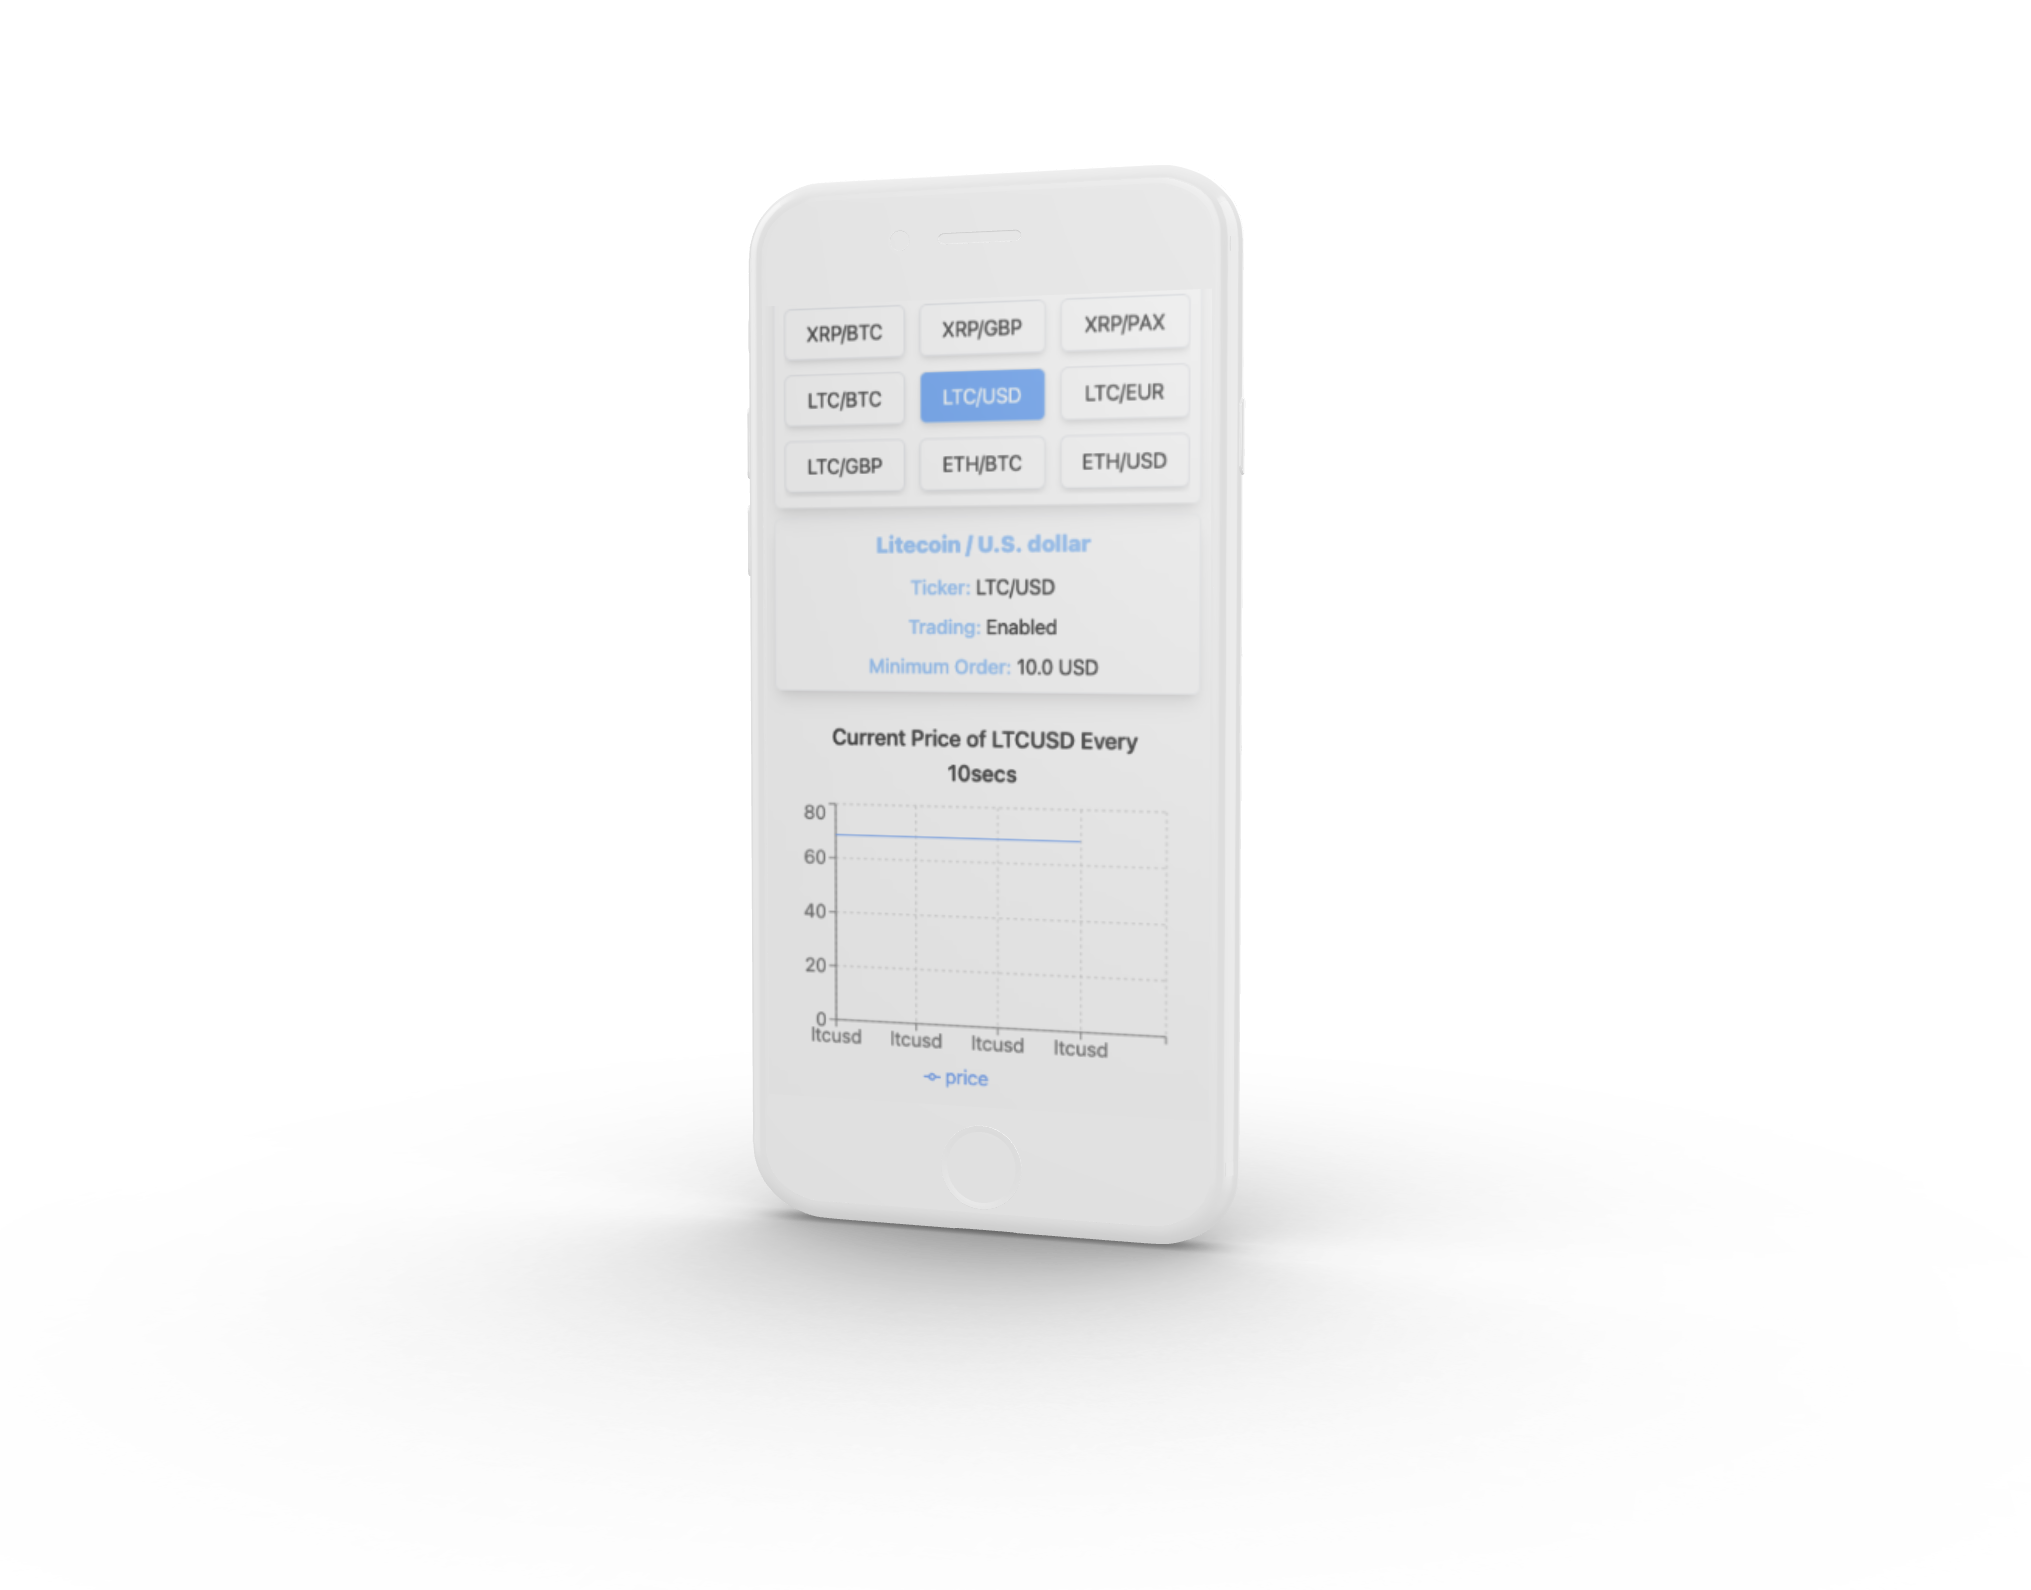 XRP/BTC XRP/GBP XRP/PAX
LTC/BTC LTC/USD LTC/EUR
LTC/GBP ETH/BTC ETH/USD
Litecoin / U.S. dollar
Ticker: LTC/USD
Trading: Enabled
Minimum Order: 10.0 USD
Current Price of LTCUSD Every
10secs
80
60
40
20
0
ltcusd ltcusd ltcusd ltcusd
price